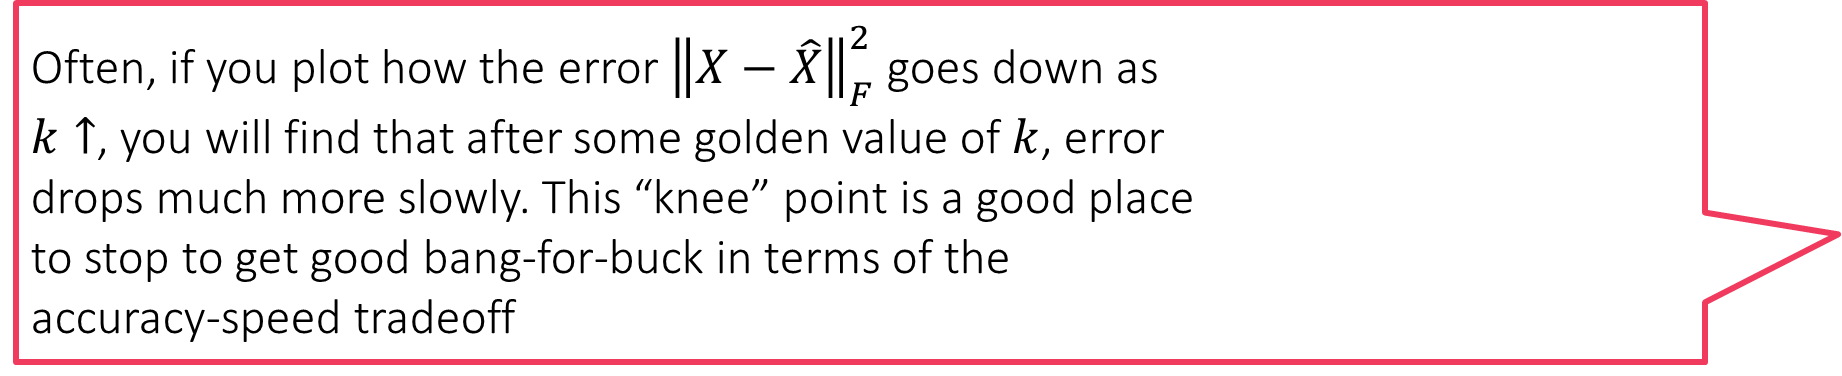 Often, if you plot how the error ‖X − X̂‖²_F goes down as
k ↑, you will find that after some golden value of k, error
drops much more slowly. This “knee” point is a good place
to stop to get good bang-for-buck in terms of the
accuracy-speed tradeoff